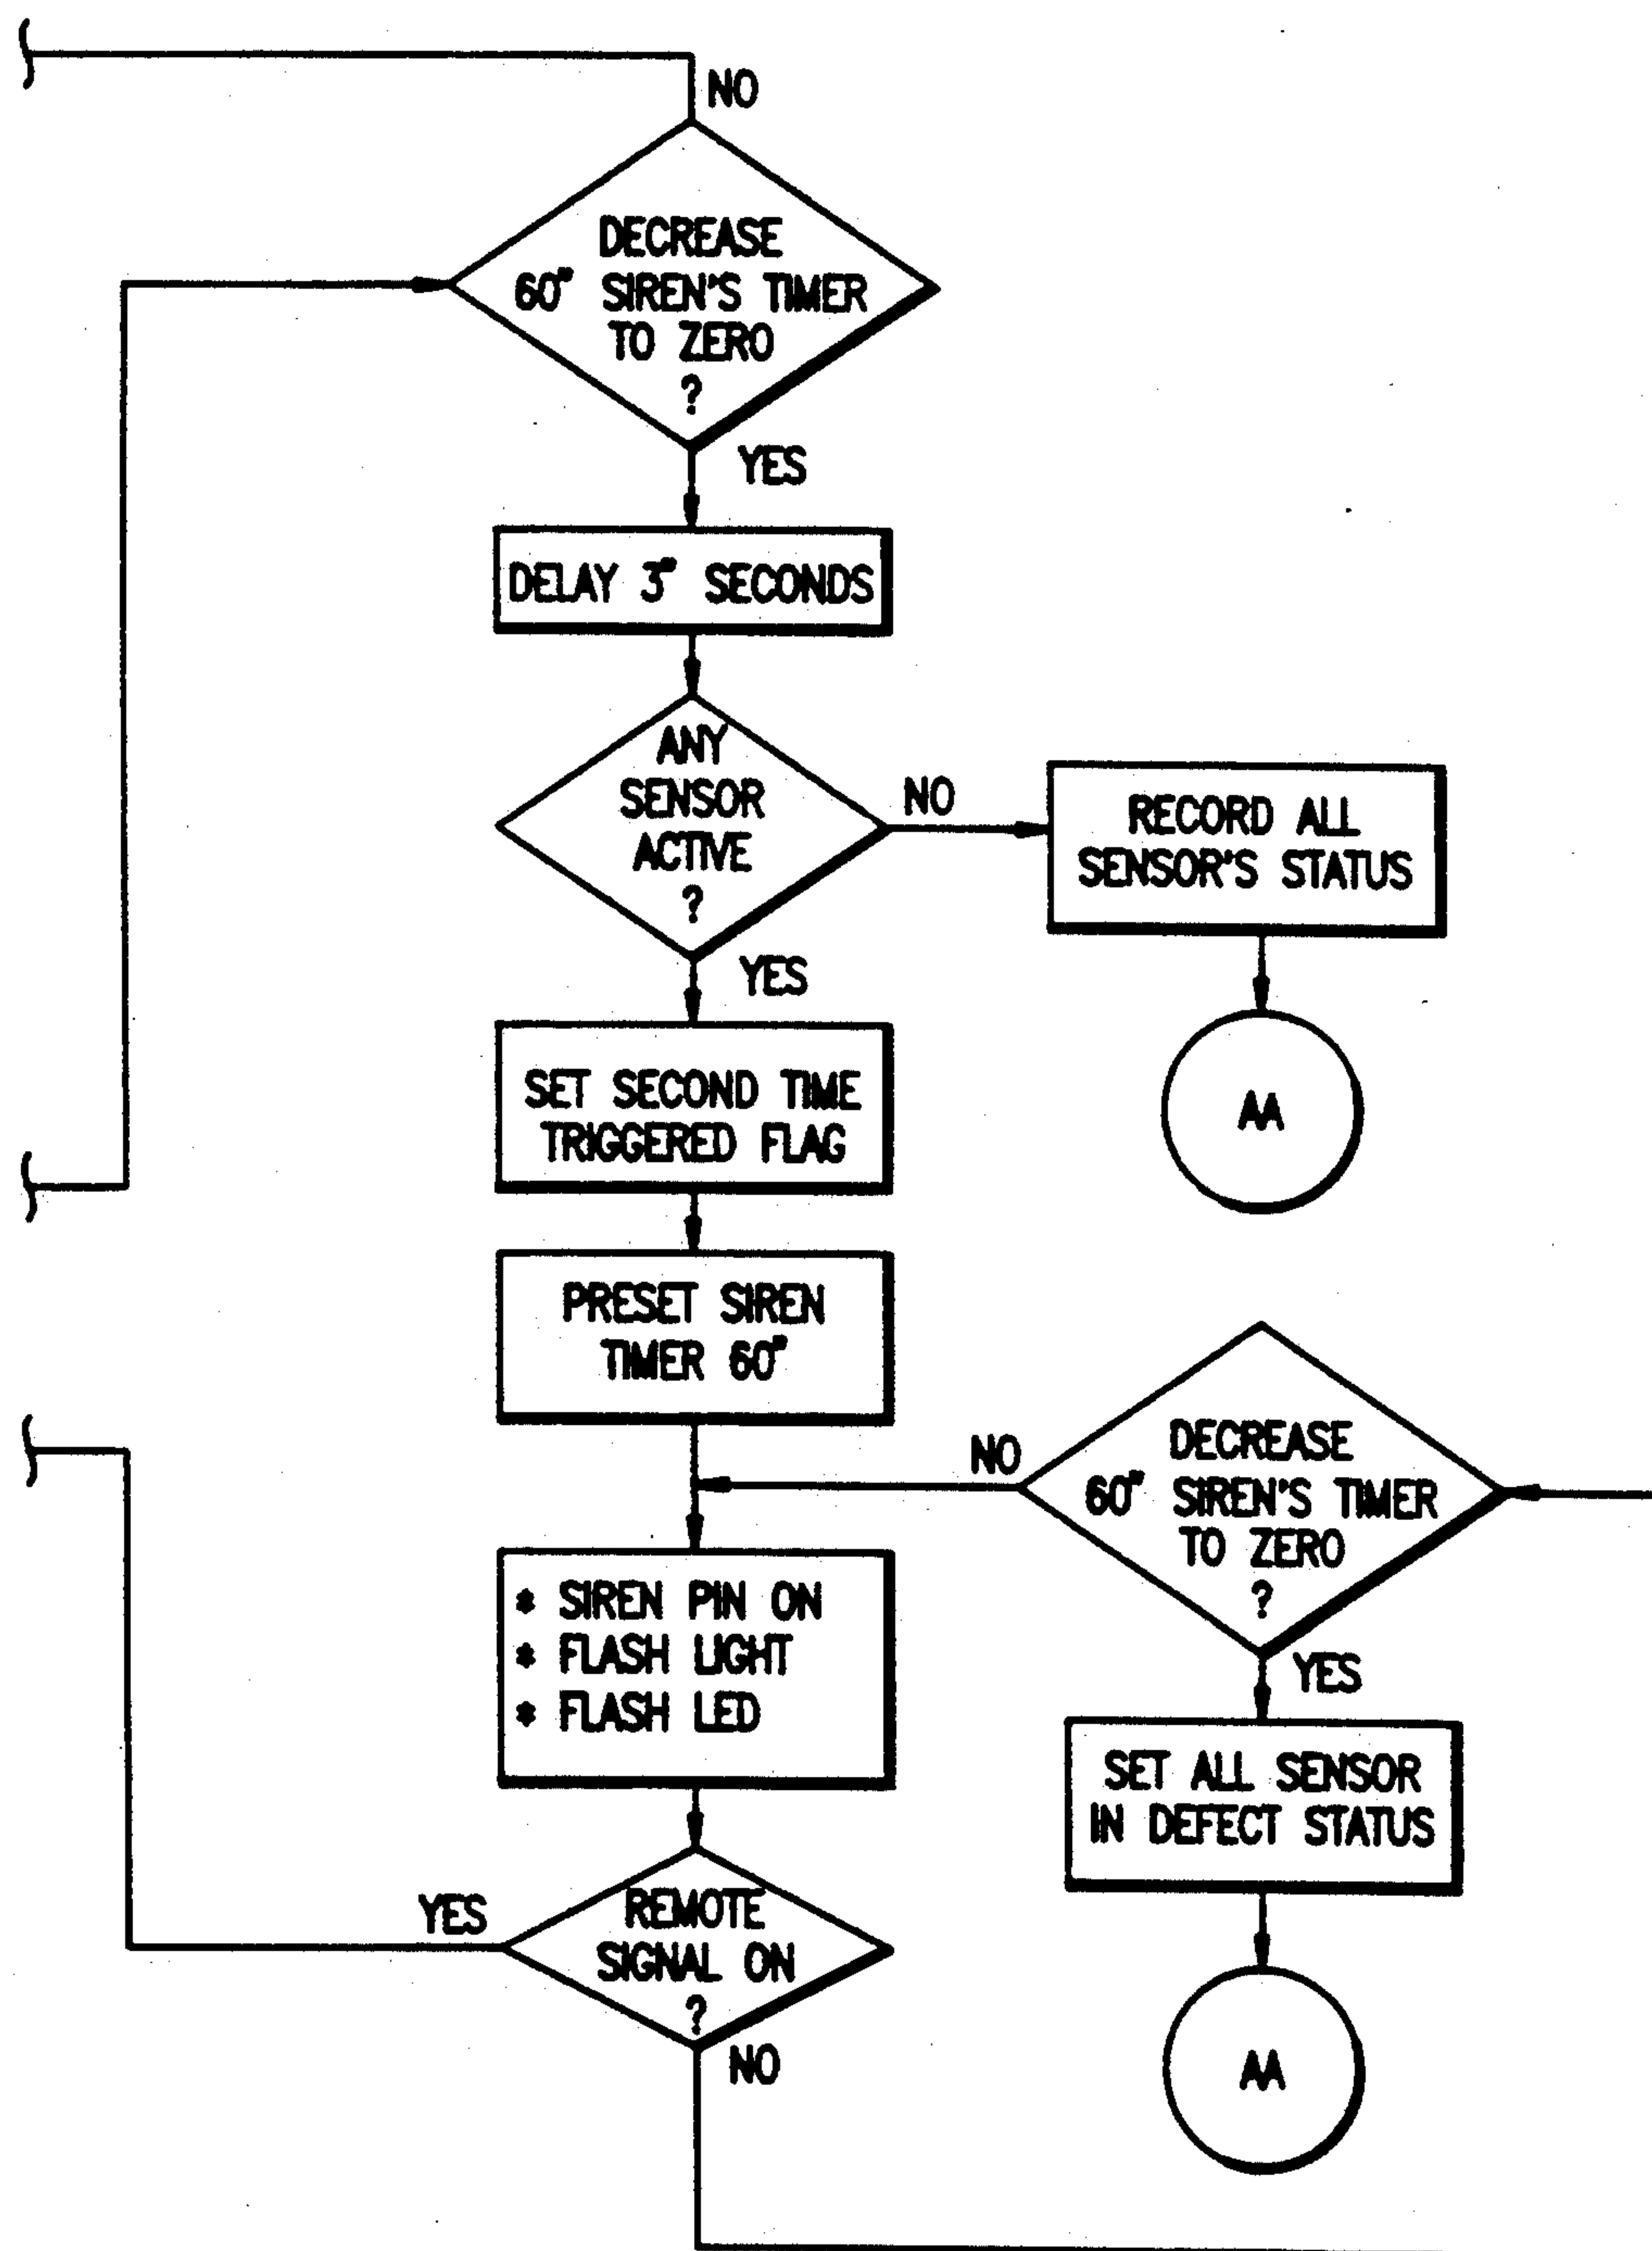 NO
DECREASE
60" SIREN'S TIMER
TO ZERO
?
YES
DELAY 3" SECONDS
ANY
SENSOR
ACTIVE
?
NO
RECORD ALL
SENSOR'S STATUS
YES
AA
SET SECOND TIME
TRIGGERED FLAG
PRESET SIREN
TIMER 60"
NO
DECREASE
60" SIREN'S TIMER
TO ZERO
?
YES
* SIREN PIN ON
* FLASH LIGHT
* FLASH LED
SET ALL SENSOR
IN DEFECT STATUS
YES
REMOTE
SIGNAL ON
?
NO
AA